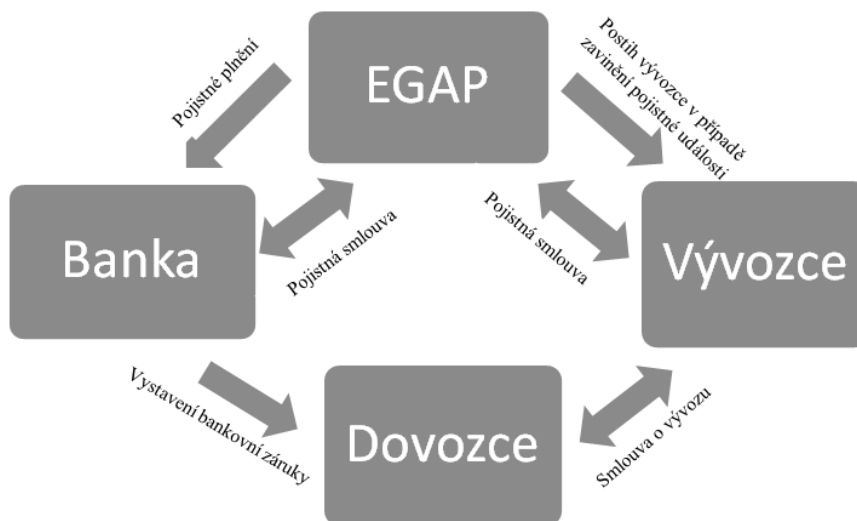 EGAP
Pojistné plnění
Postih vývozce v případě
zavinění pojistné události
Banka
Pojistná smlouva
Pojistná smlouva
Vývozce
Vystavení bankovní záruky
Dovozce
Smlouva o vývozu